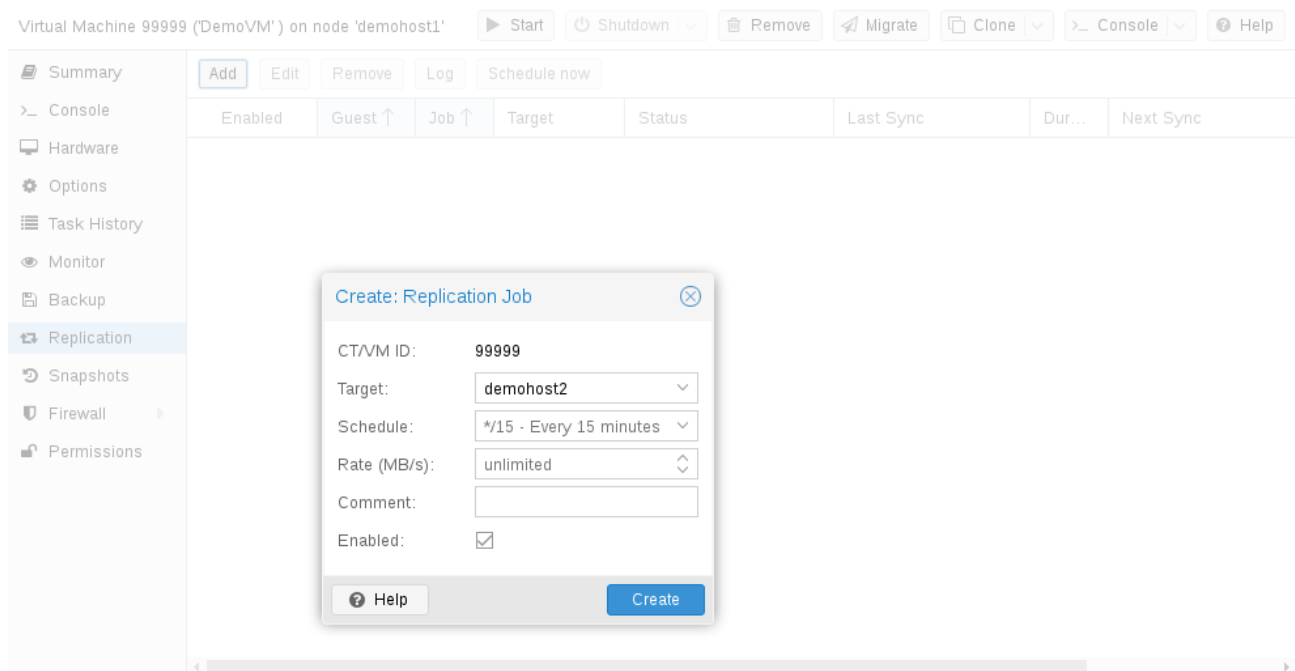 Virtual Machine 99999 ('DemoVM' ) on node 'demohost1' Start Shutdown Remove Migrate Clone >_ Console Help
Summary
>_ Console
Hardware
Options
Task History
Monitor
Backup
Replication
Snapshots
Firewall
Permissions
Add Edit Remove Log Schedule now
Enabled Guest ↑ Job ↑ Target Status Last Sync Dur... Next Sync
Create: Replication Job
CT/VM ID: 99999
Target: demohost2
Schedule: */15 - Every 15 minutes
Rate (MB/s): unlimited
Comment:
Enabled:
Help Create